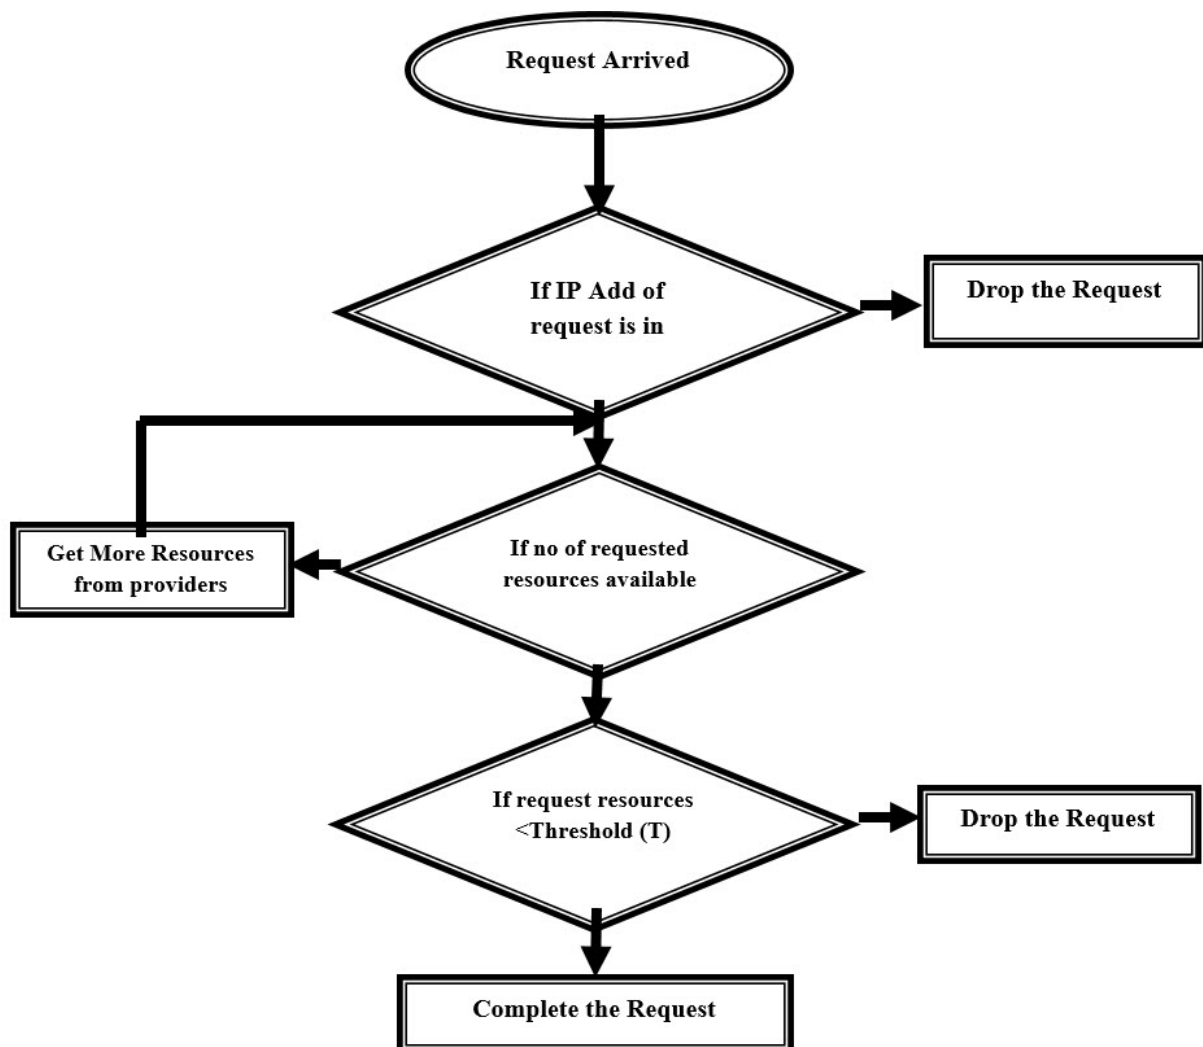 Request Arrived
If IP Add of
request is in
Drop the Request
If no of requested
resources available
Get More Resources
from providers
If request resources
<Threshold (T)
Drop the Request
Complete the Request